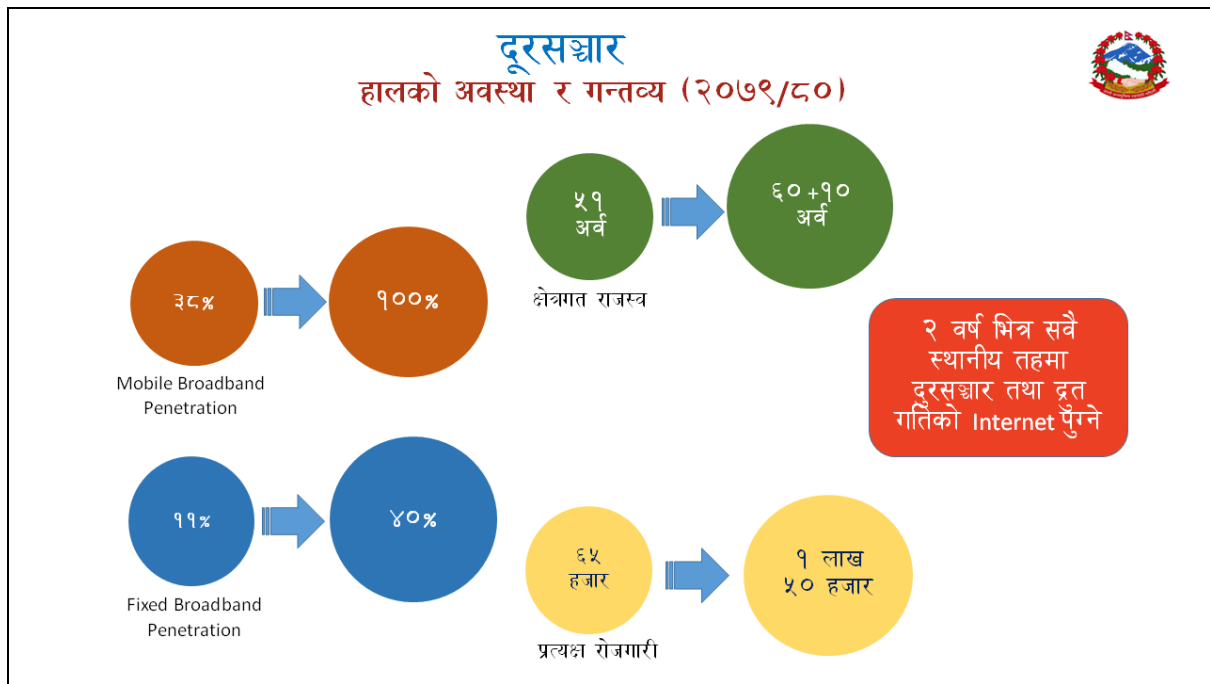 दूरसञ्चार
हालको अवस्था र गन्तव्य (२०७९/८०)
३८%
१००%
Mobile Broadband
Penetration
११%
४०%
Fixed Broadband
Penetration
५१
अर्व
६०+१०
अर्व
क्षेत्रगत राजस्व
६५
हजार
१ लाख
५० हजार
प्रत्यक्ष रोजगारी
२ वर्ष भित्र सवै
स्थानीय तहमा
दुरसञ्चार तथा द्रुत
गतिको Internet पुग्ने